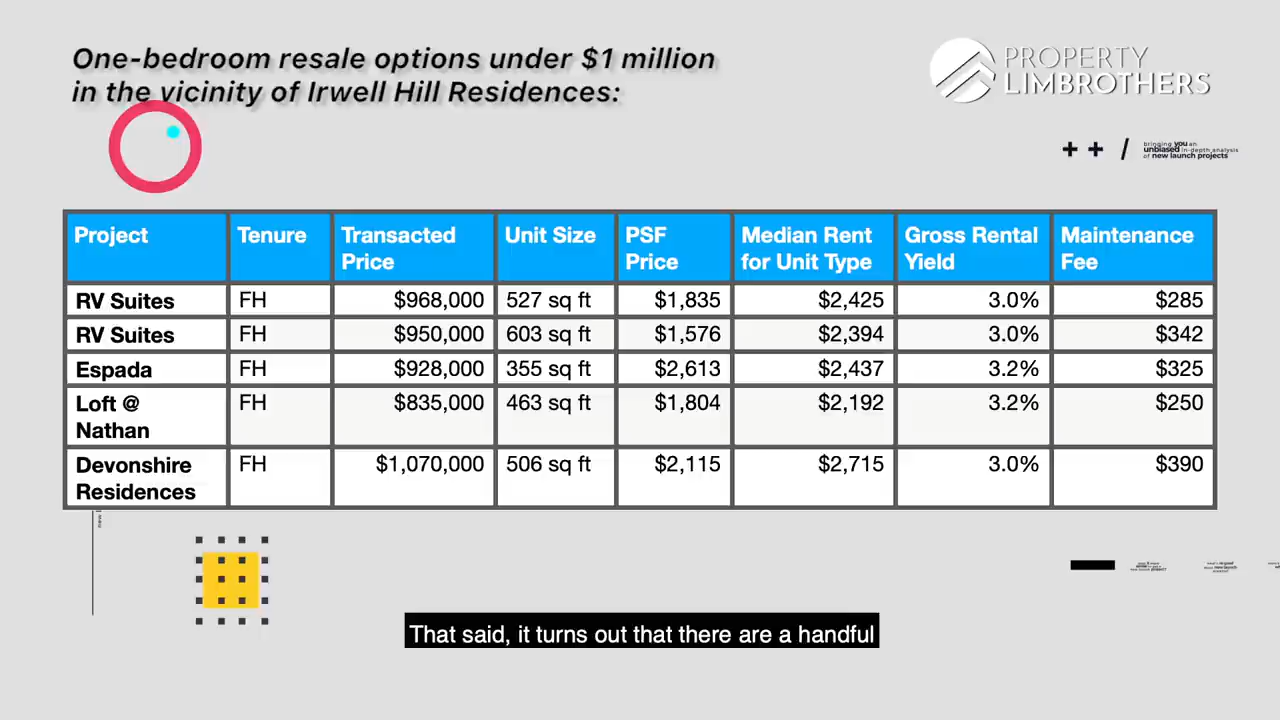 One-bedroom resale options under $1 million
in the vicinity of Irwell Hill Residences:
PROPERTY
LIMBROTHERS
++ /
bringing you an
unbiased in-depth analysis
of new launch projects
Project Tenure Transacted Price Unit Size PSF Price Median Rent for Unit Type Gross Rental Yield Maintenance Fee
RV Suites FH $968,000 527 sq ft $1,835 $2,425 3.0% $285
RV Suites FH $950,000 603 sq ft $1,576 $2,394 3.0% $342
Espada FH $928,000 355 sq ft $2,613 $2,437 3.2% $325
Loft @ Nathan FH $835,000 463 sq ft $1,804 $2,192 3.2% $250
Devonshire Residences FH $1,070,000 506 sq ft $2,115 $2,715 3.0% $390
new
That said, it turns out that there are a handful